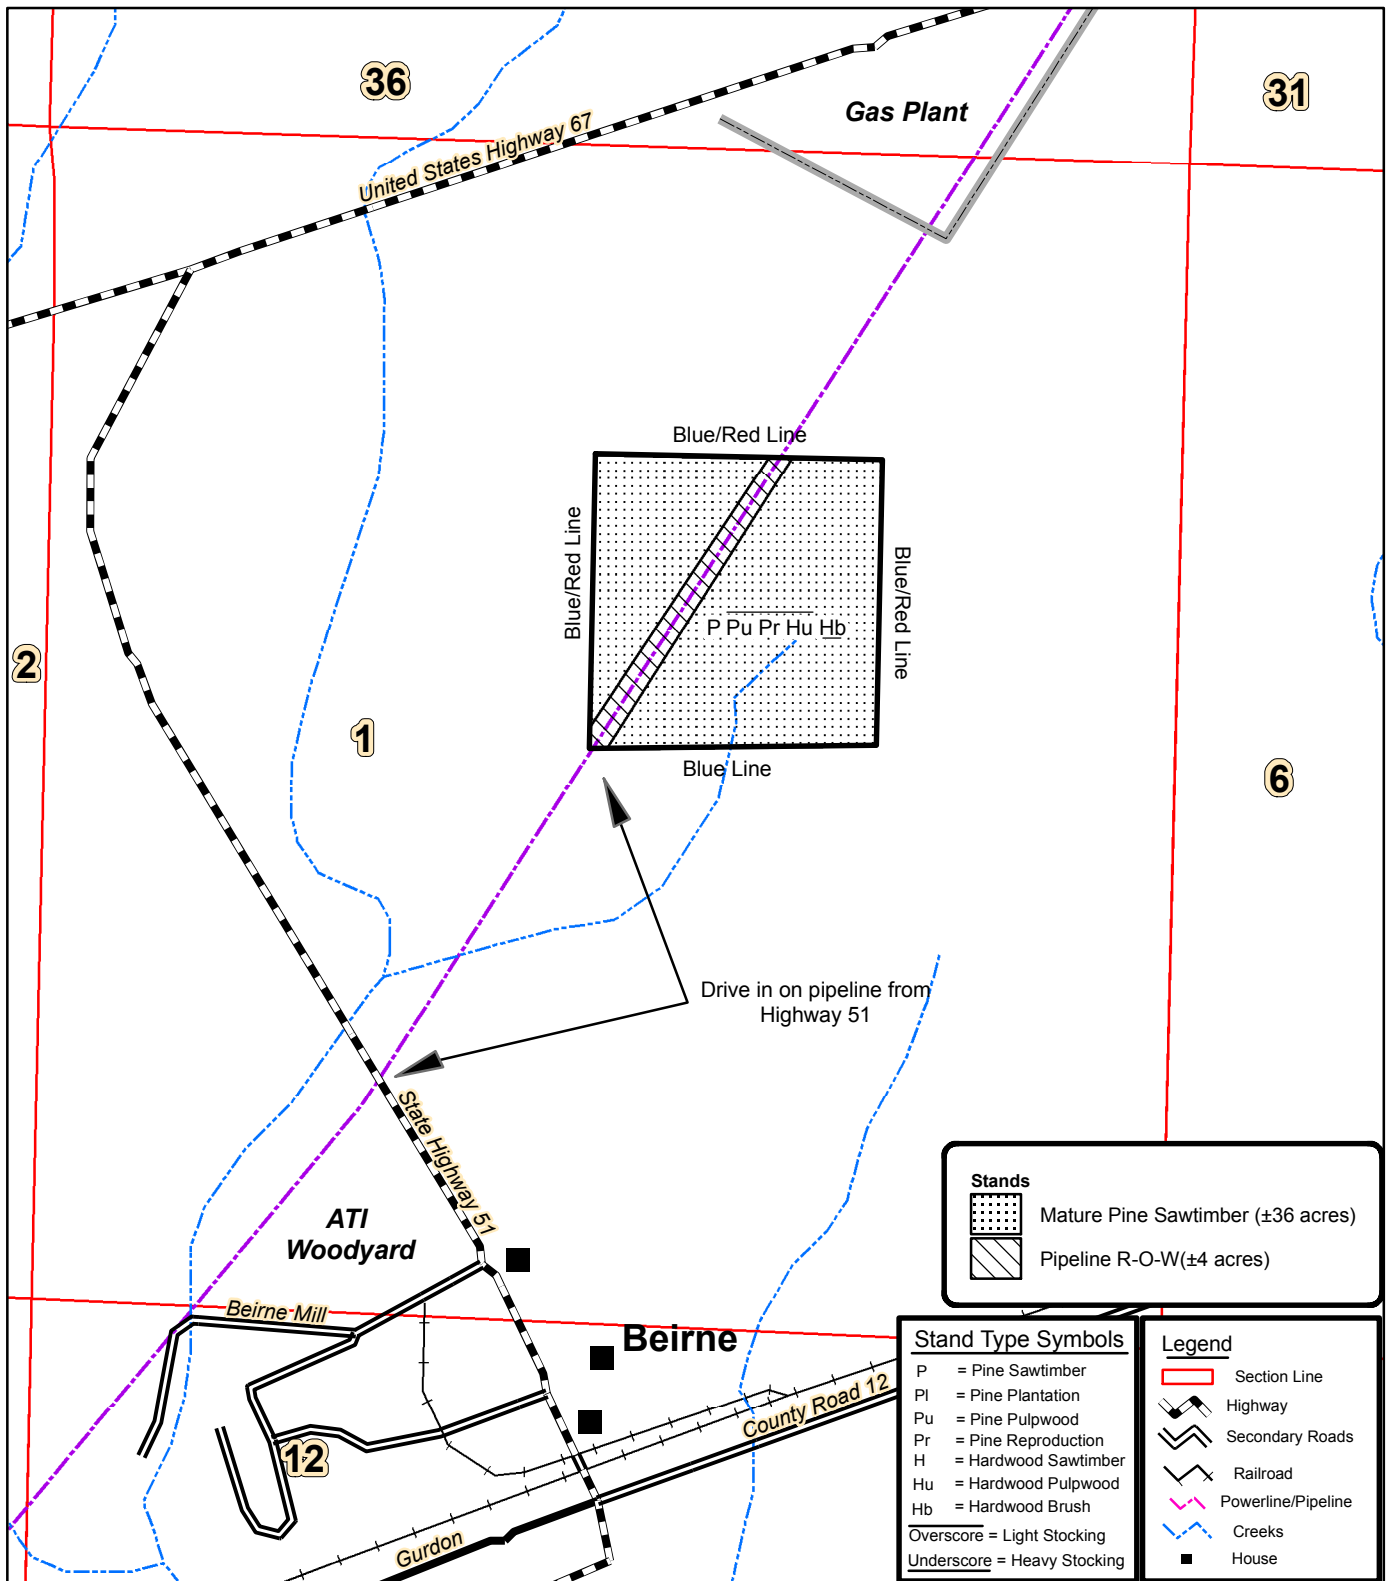 36
31
Gas Plant
United States Highway 67
Blue/Red Line
Blue/Red Line
Blue/Red Line
P Pu Pr Hu Hb
2
1
Blue Line
6
Drive in on pipeline from
Highway 51
State Highway 51
ATI
Woodyard
Beirne Mill
Beirne
County Road 12
12
Gurdon
Stands
Mature Pine Sawtimber (±36 acres)
Pipeline R-O-W(±4 acres)
Stand Type Symbols
P = Pine Sawtimber
Pl = Pine Plantation
Pu = Pine Pulpwood
Pr = Pine Reproduction
H = Hardwood Sawtimber
Hu = Hardwood Pulpwood
Hb = Hardwood Brush
Overscore = Light Stocking
Underscore = Heavy Stocking
Legend
Section Line
Highway
Secondary Roads
Railroad
Powerline/Pipeline
Creeks
House